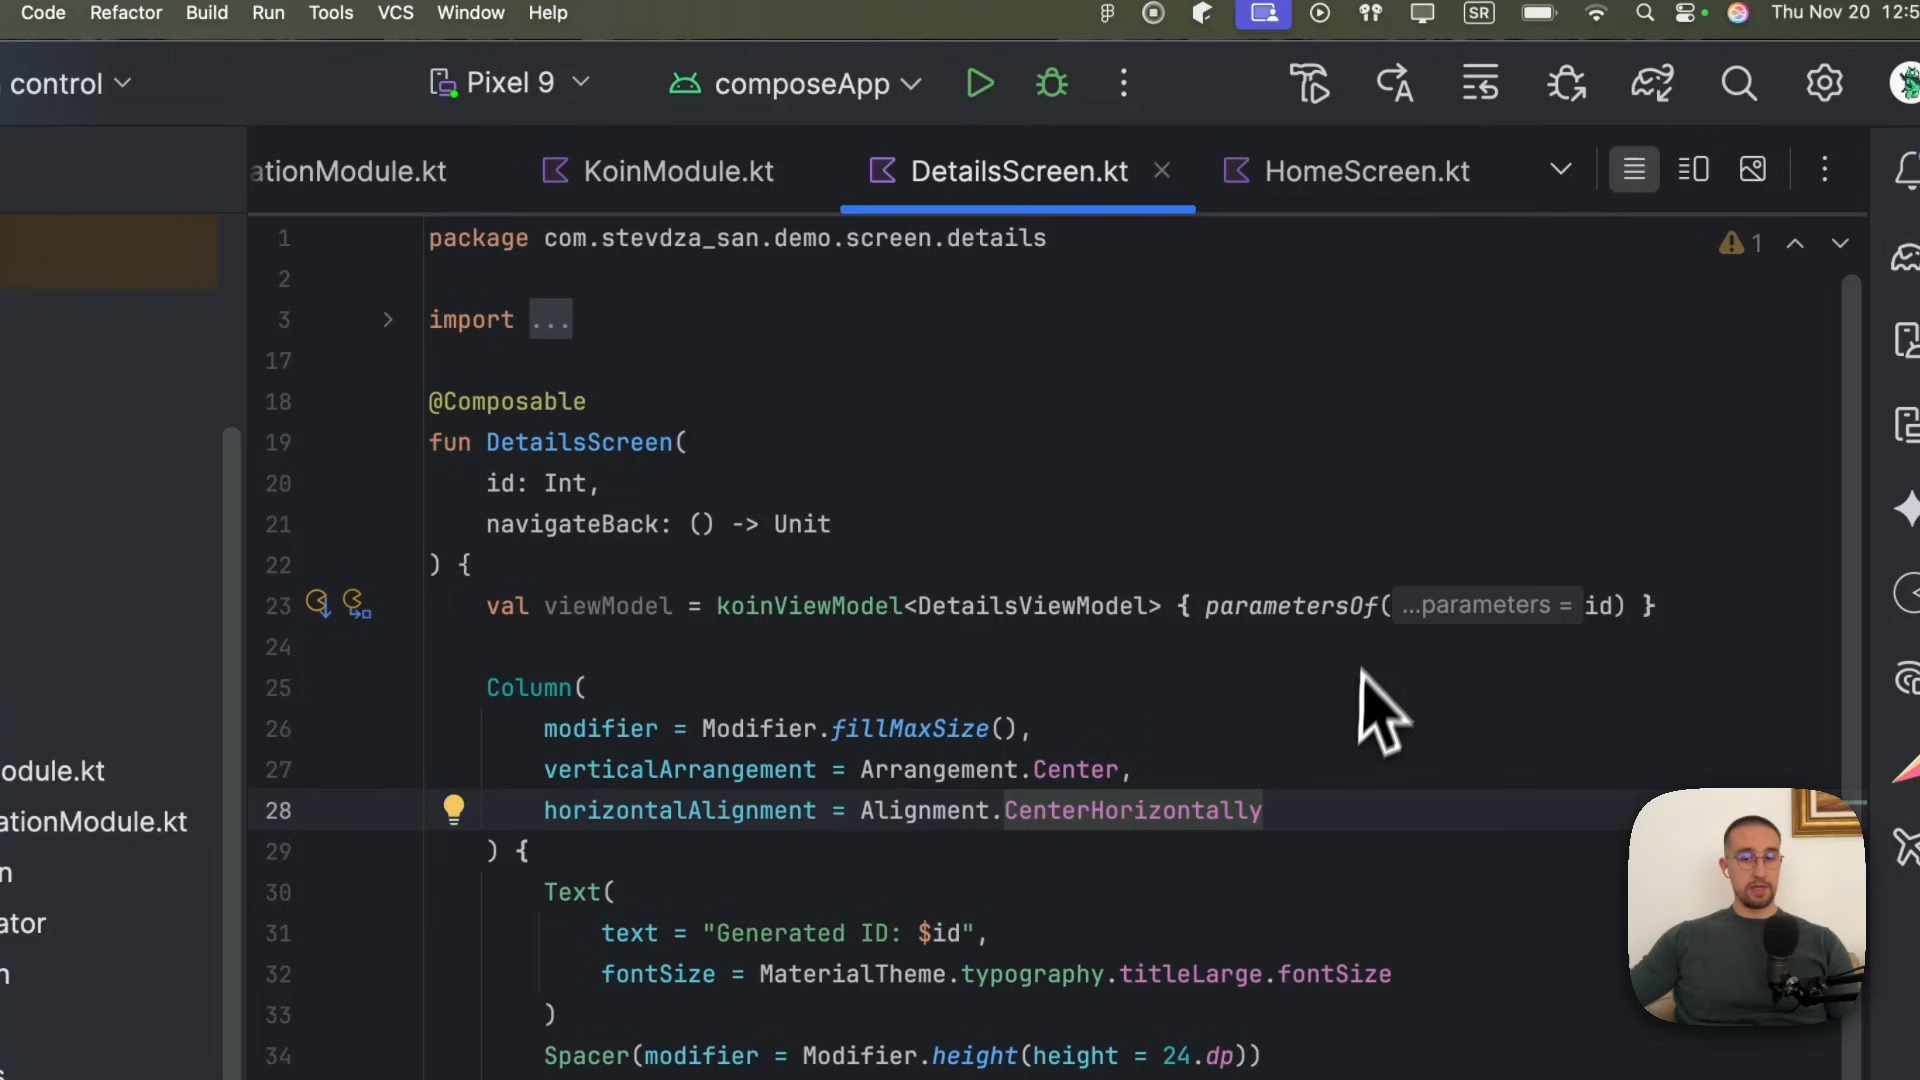 Code Refactor Build Run Tools VCS Window Help SR Thu Nov 20 12:5
control Pixel 9 composeApp
ationModule.kt KoinModule.kt DetailsScreen.kt HomeScreen.kt
1 package com.stevdza_san.demo.screen.details 1
2
3 import ...
17
18 @Composable
19 fun DetailsScreen(
20 id: Int,
21 navigateBack: () -> Unit
22 ) {
23 val viewModel = koinViewModel<DetailsViewModel> { parametersOf( ...parameters = id) }
24
25 Column(
26 modifier = Modifier.fillMaxSize(),
27 verticalArrangement = Arrangement.Center,
28 horizontalAlignment = Alignment.CenterHorizontally
29 ) {
30 Text(
31 text = "Generated ID: $id",
32 fontSize = MaterialTheme.typography.titleLarge.fontSize
33 )
34 Spacer(modifier = Modifier.height(height = 24.dp))
odule.kt
ationModule.kt
n
ator
n